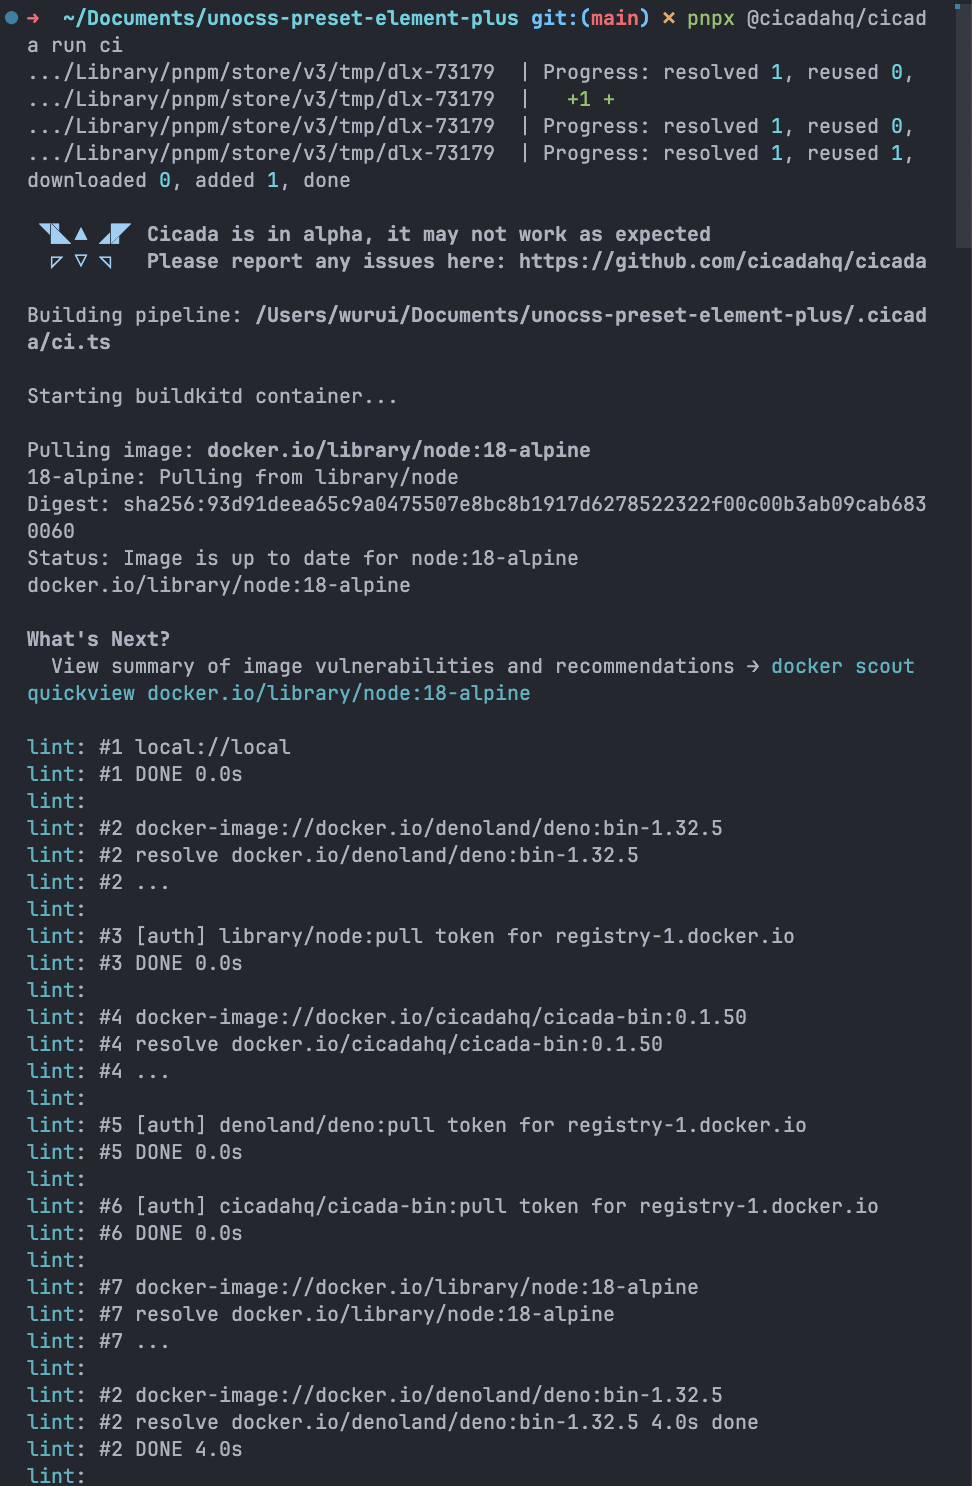 ➜ ~/Documents/unocss-preset-element-plus git:(main) ✗ pnpx @cicadahq/cicad
a run ci
.../Library/pnpm/store/v3/tmp/dlx-73179 | Progress: resolved 1, reused 0,
.../Library/pnpm/store/v3/tmp/dlx-73179 | +1 +
.../Library/pnpm/store/v3/tmp/dlx-73179 | Progress: resolved 1, reused 0,
.../Library/pnpm/store/v3/tmp/dlx-73179 | Progress: resolved 1, reused 1,
downloaded 0, added 1, done
Cicada is in alpha, it may not work as expected
Please report any issues here: https://github.com/cicadahq/cicada
Building pipeline: /Users/wurui/Documents/unocss-preset-element-plus/.cicad
a/ci.ts
Starting buildkitd container...
Pulling image: docker.io/library/node:18-alpine
18-alpine: Pulling from library/node
Digest: sha256:93d91deea65c9a0475507e8bc8b1917d6278522322f00c00b3ab09cab683
0060
Status: Image is up to date for node:18-alpine
docker.io/library/node:18-alpine
What's Next?
View summary of image vulnerabilities and recommendations → docker scout
quickview docker.io/library/node:18-alpine
lint: #1 local://local
lint: #1 DONE 0.0s
lint:
lint: #2 docker-image://docker.io/denoland/deno:bin-1.32.5
lint: #2 resolve docker.io/denoland/deno:bin-1.32.5
lint: #2 ...
lint:
lint: #3 [auth] library/node:pull token for registry-1.docker.io
lint: #3 DONE 0.0s
lint:
lint: #4 docker-image://docker.io/cicadahq/cicada-bin:0.1.50
lint: #4 resolve docker.io/cicadahq/cicada-bin:0.1.50
lint: #4 ...
lint:
lint: #5 [auth] denoland/deno:pull token for registry-1.docker.io
lint: #5 DONE 0.0s
lint:
lint: #6 [auth] cicadahq/cicada-bin:pull token for registry-1.docker.io
lint: #6 DONE 0.0s
lint:
lint: #7 docker-image://docker.io/library/node:18-alpine
lint: #7 resolve docker.io/library/node:18-alpine
lint: #7 ...
lint:
lint: #2 docker-image://docker.io/denoland/deno:bin-1.32.5
lint: #2 resolve docker.io/denoland/deno:bin-1.32.5 4.0s done
lint: #2 DONE 4.0s
lint: